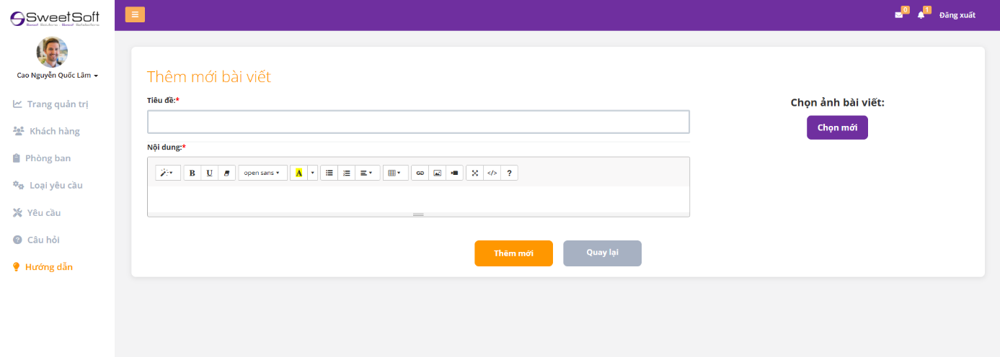 SweetSoft
Cao Nguyễn Quốc Lâm
Trang quản trị
Khách hàng
Phòng ban
Loại yêu cầu
Yêu cầu
Câu hỏi
Hướng dẫn
0
1
Đăng xuất
Thêm mới bài viết
Tiêu đề:*
Nội dung:*
B U open sans A </> ?
Chọn ảnh bài viết:
Chọn mới
Thêm mới
Quay lại